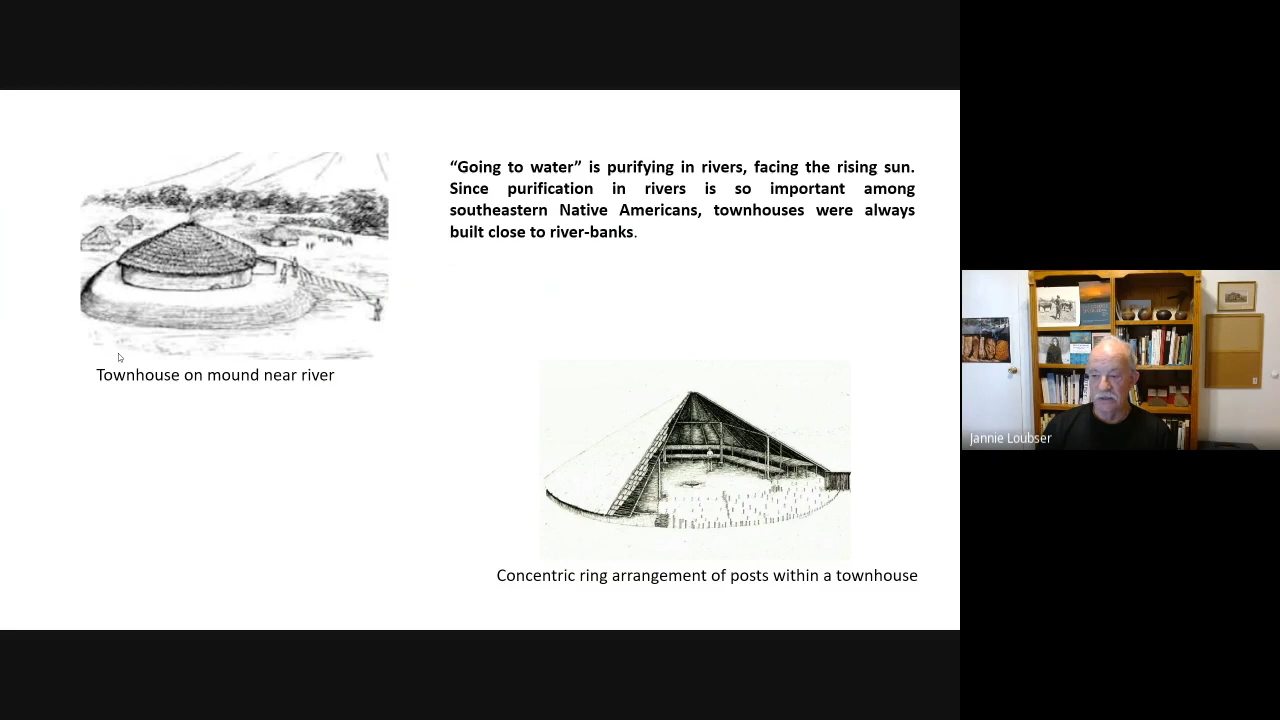 “Going to water” is purifying in rivers, facing the rising sun.
Since purification in rivers is so important among
southeastern Native Americans, townhouses were always
built close to river-banks.
Townhouse on mound near river
Concentric ring arrangement of posts within a townhouse
Jannie Loubser